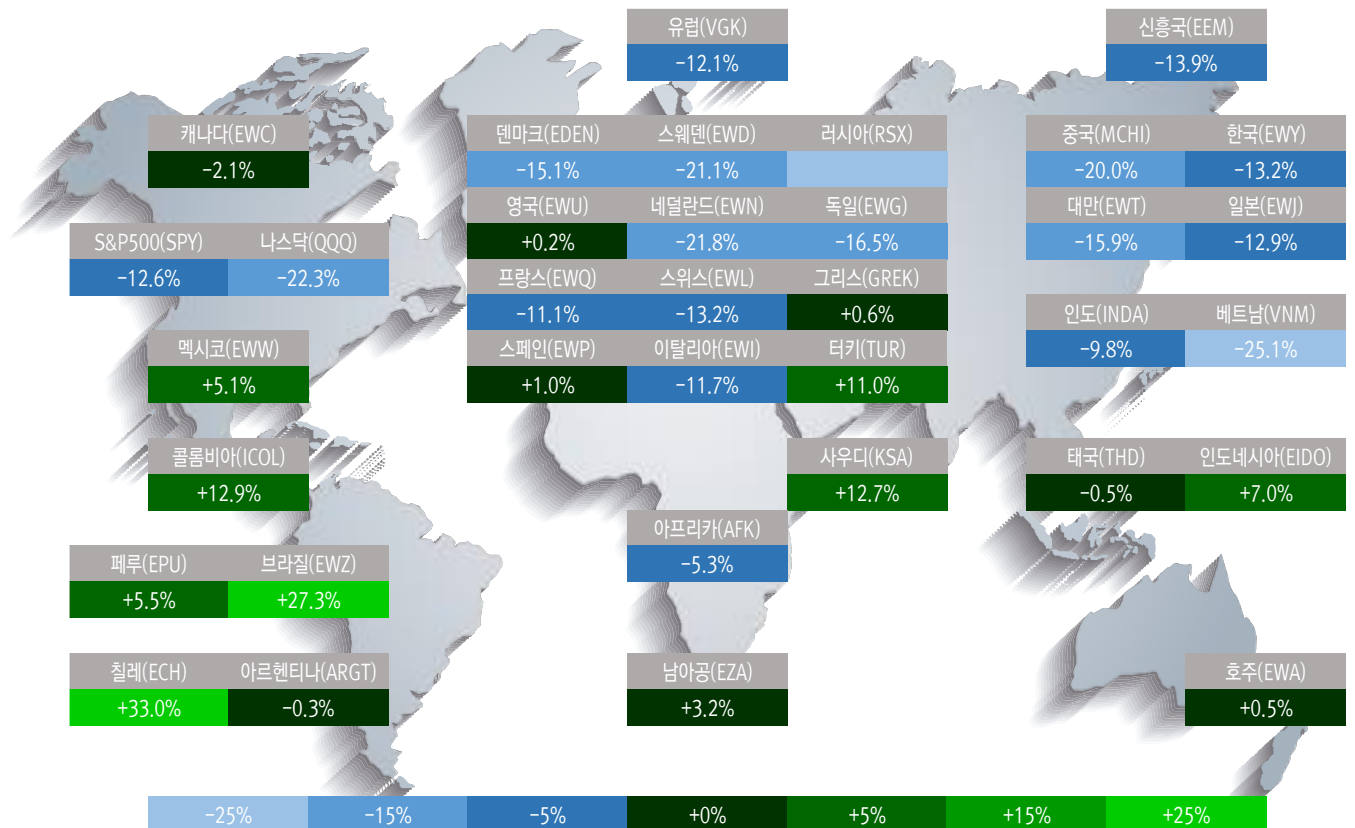 유럽(VGK) 신흥국(EEM)
-12.1% -13.9%
캐나다(EWC) 덴마크(EDEN) 스웨덴(EWD) 러시아(RSX) 중국(MCHI) 한국(EWY)
-2.1% -15.1% -21.1% -20.0% -13.2%
영국(EWU) 네덜란드(EWN) 독일(EWG) 대만(EWT) 일본(EWJ)
+0.2% -21.8% -16.5% -15.9% -12.9%
S&P500(SPY) 나스닥(QQQ)
-12.6% -22.3%
프랑스(EWQ) 스위스(EWL) 그리스(GREK)
-11.1% -13.2% +0.6%
인도(INDA) 베트남(VNM)
-9.8% -25.1%
멕시코(EWW) 스페인(EWP) 이탈리아(EWI) 터키(TUR)
+5.1% +1.0% -11.7% +11.0%
콜롬비아(ICOL) 사우디(KSA) 태국(THD) 인도네시아(EIDO)
+12.9% +12.7% -0.5% +7.0%
아프리카(AFK)
-5.3%
페루(EPU) 브라질(EWZ)
+5.5% +27.3%
칠레(ECH) 아르헨티나(ARGT) 남아공(EZA) 호주(EWA)
+33.0% -0.3% +3.2% +0.5%
-25% -15% -5% +0% +5% +15% +25%